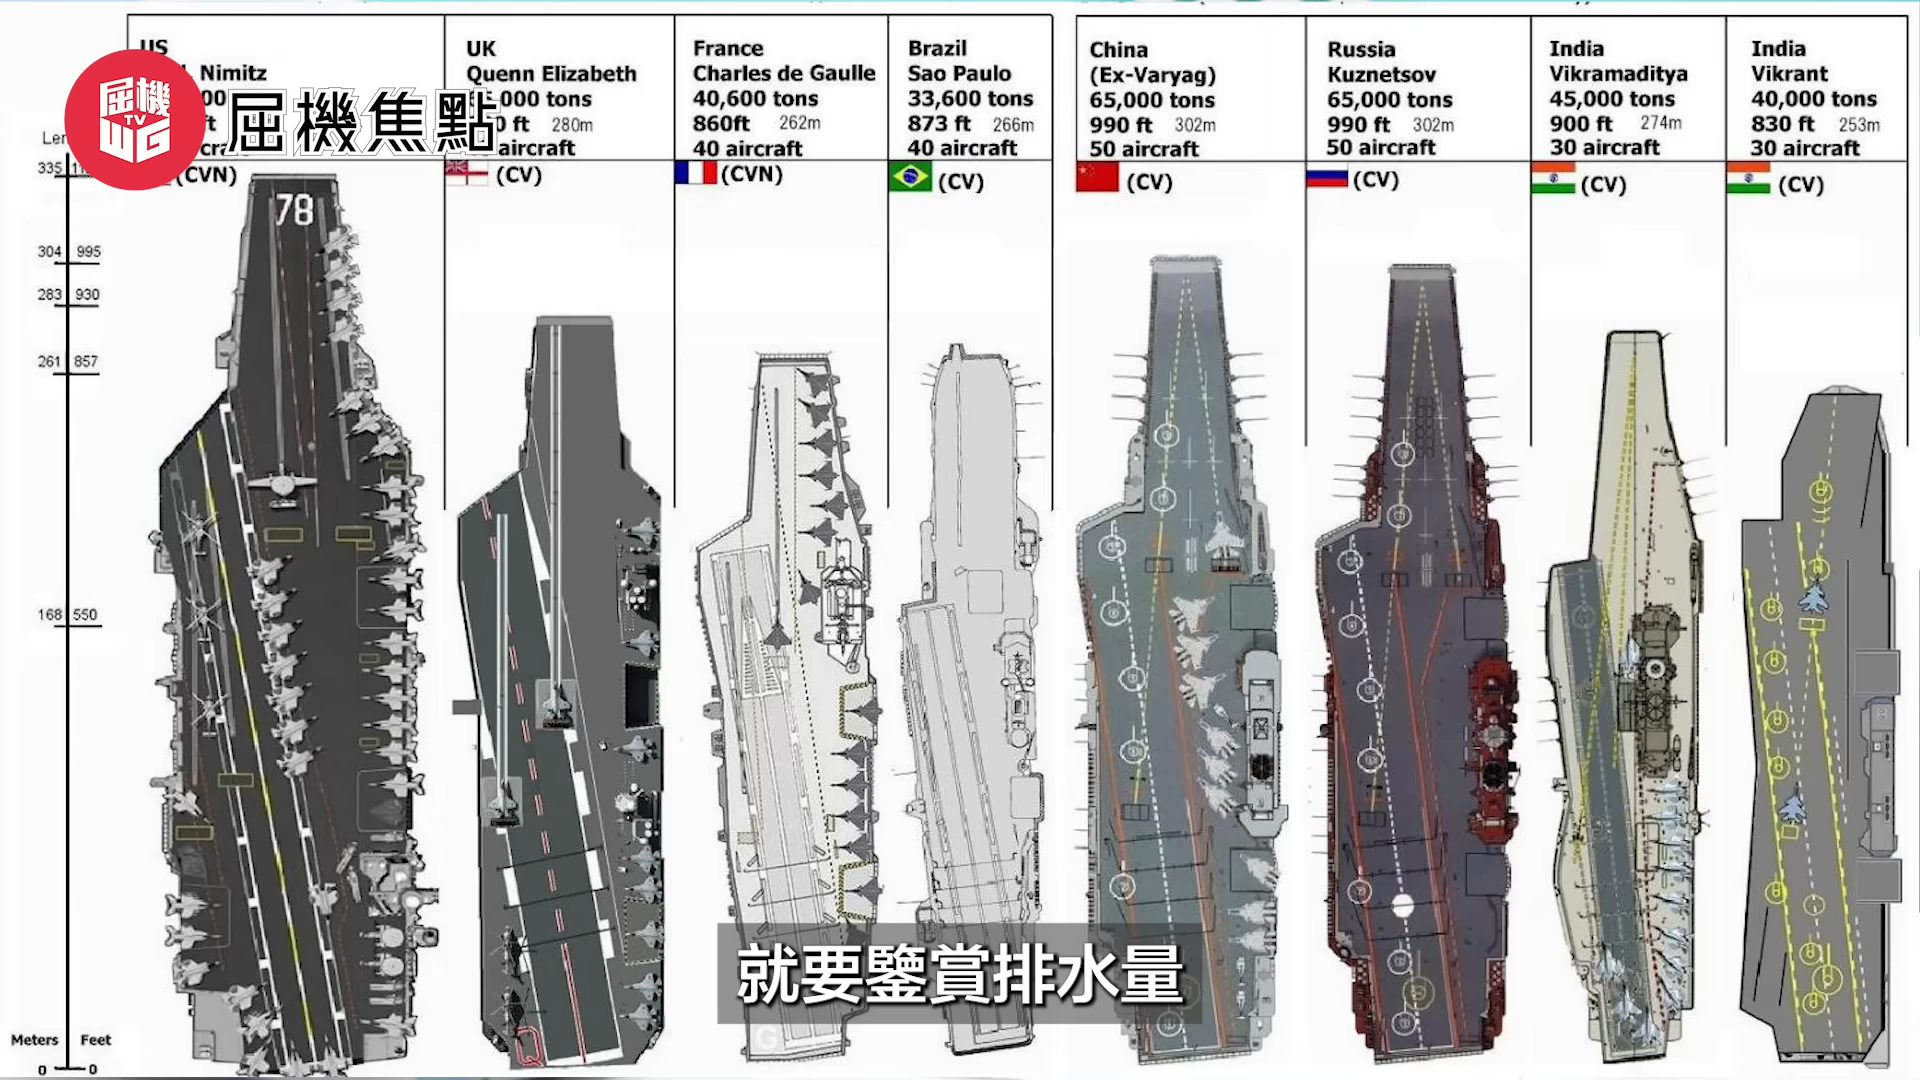 US
Nimitz
屈機
TV
WG
屈機焦點
(CVN)
UK
Quenn Elizabeth
,000 tons
ft 280m
aircraft
(CV)
France
Charles de Gaulle
40,600 tons
860ft 262m
40 aircraft
(CVN)
Brazil
Sao Paulo
33,600 tons
873 ft 266m
40 aircraft
(CV)
China
(Ex-Varyag)
65,000 tons
990 ft 302m
50 aircraft
(CV)
Russia
Kuznetsov
65,000 tons
990 ft 302m
50 aircraft
(CV)
India
Vikramaditya
45,000 tons
900 ft 274m
30 aircraft
(CV)
India
Vikrant
40,000 tons
830 ft 253m
30 aircraft
(CV)
335
304 995
283 930
261 857
168 550
Meters Feet
0 0
78
就要鑒賞排水量